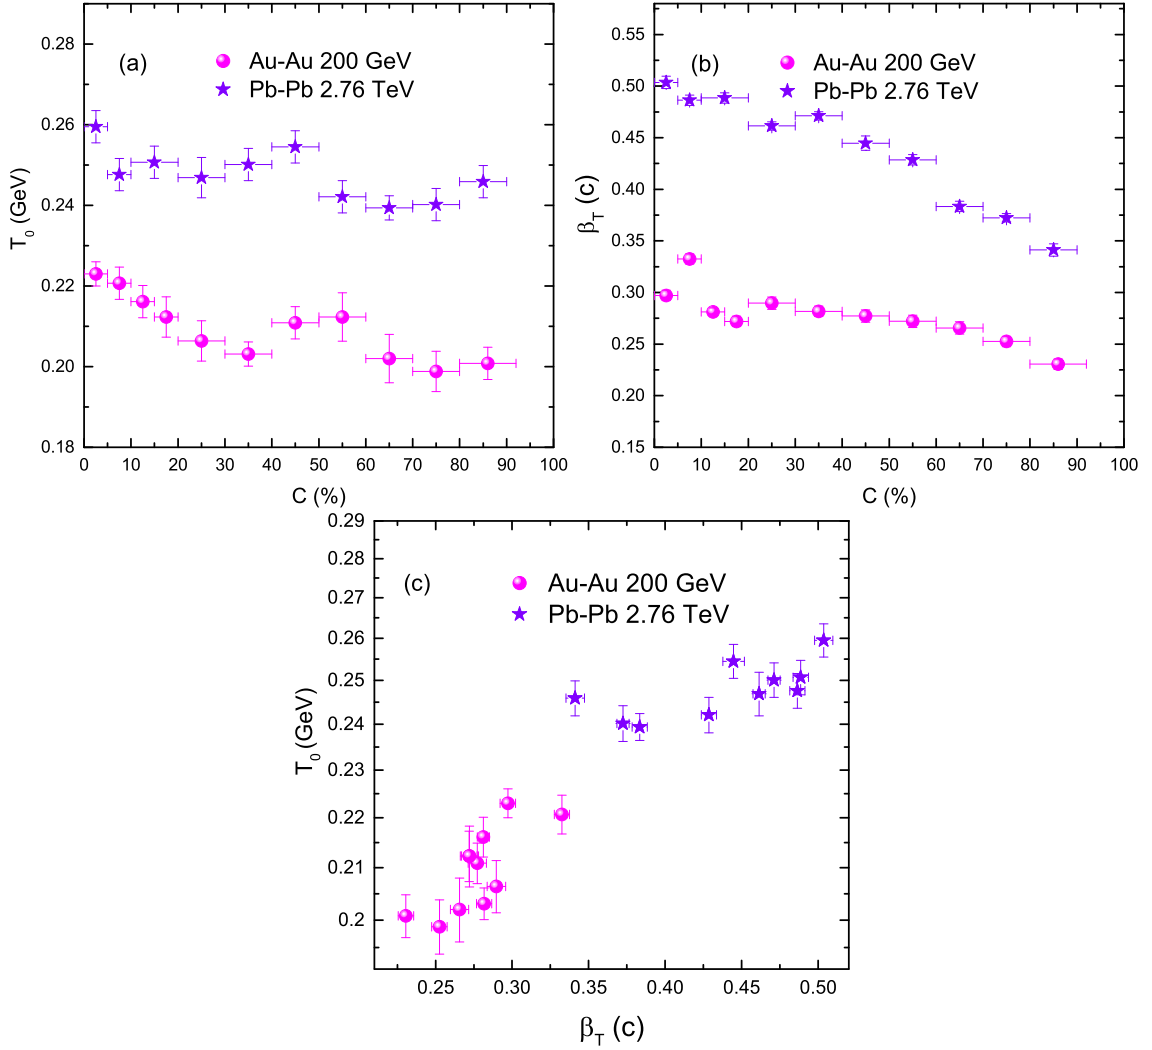 (a)
Au-Au 200 GeV
Pb-Pb 2.76 TeV
T₀ (GeV)
0.28
0.26
0.24
0.22
0.20
0.18
0 10 20 30 40 50 60 70 80 90 100
C (%)
(b)
Au-Au 200 GeV
Pb-Pb 2.76 TeV
β_T (c)
0.55
0.50
0.45
0.40
0.35
0.30
0.25
0.15
0 10 20 30 40 50 60 70 80 90 100
C (%)
(c)
Au-Au 200 GeV
Pb-Pb 2.76 TeV
T₀ (GeV)
0.29
0.28
0.27
0.26
0.25
0.24
0.23
0.22
0.21
0.2
0.25 0.30 0.35 0.40 0.45 0.50
β_T (c)